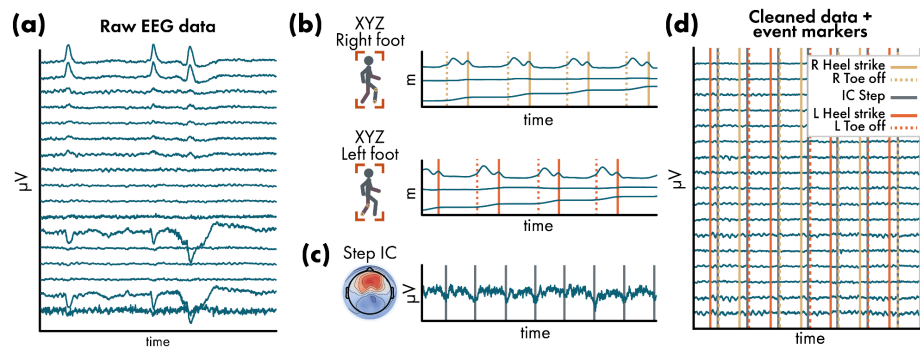 (a)
Raw EEG data
µV
time
(b)
XYZ
Right foot
m
time
XYZ
Left foot
m
time
(c)
Step IC
µV
time
(d)
Cleaned data +
event markers
R Heel strike
R Toe off
IC Step
L Heel strike
L Toe off
µV
time